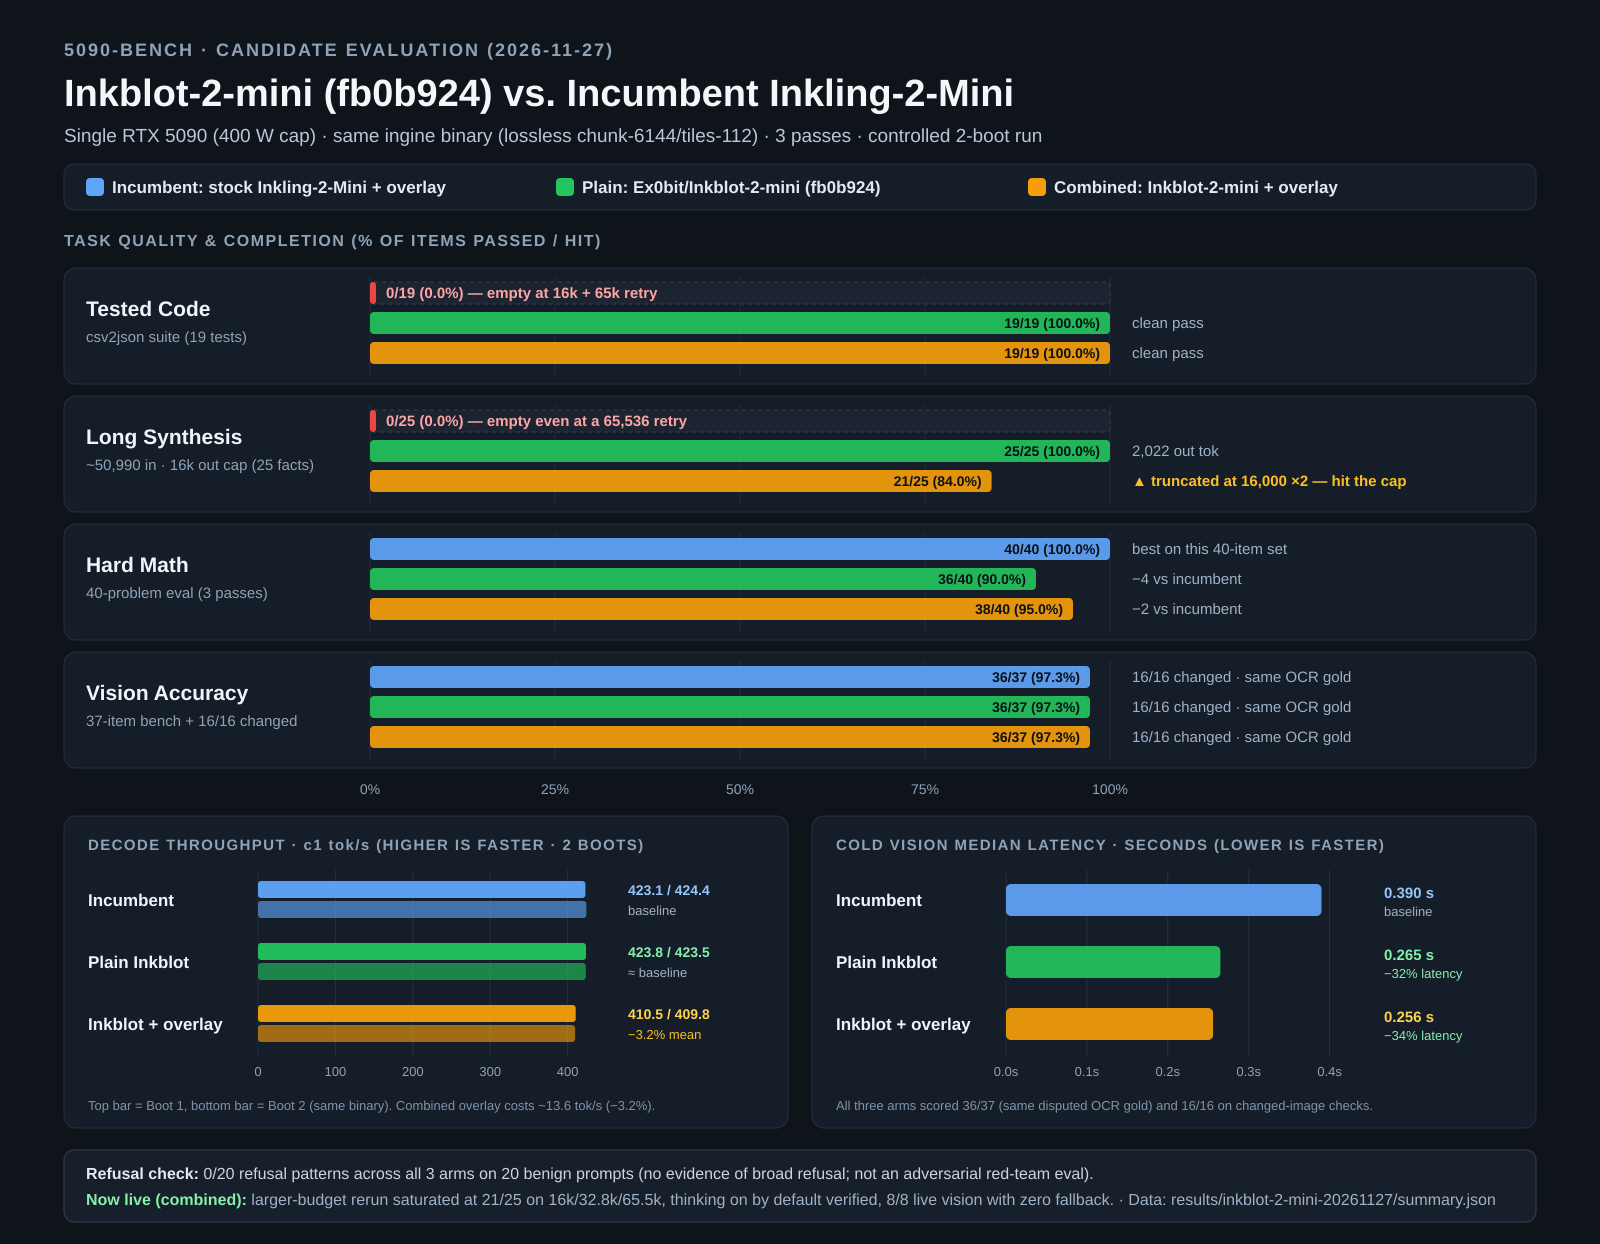 5090-BENCH · CANDIDATE EVALUATION (2026-11-27)
Inkblot-2-mini (fb0b924) vs. Incumbent Inkling-2-Mini
Single RTX 5090 (400 W cap) · same ingine binary (lossless chunk-6144/tiles-112) · 3 passes · controlled 2-boot run
Incumbent: stock Inkling-2-Mini + overlay
Plain: Ex0bit/Inkblot-2-mini (fb0b924)
Combined: Inkblot-2-mini + overlay
TASK QUALITY & COMPLETION (% OF ITEMS PASSED / HIT)
Tested Code
csv2json suite (19 tests)
0/19 (0.0%) — empty at 16k + 65k retry
19/19 (100.0%) clean pass
19/19 (100.0%) clean pass
Long Synthesis
~50,990 in · 16k out cap (25 facts)
0/25 (0.0%) — empty even at a 65,536 retry
25/25 (100.0%) 2,022 out tok
21/25 (84.0%) ▲ truncated at 16,000 ×2 — hit the cap
Hard Math
40-problem eval (3 passes)
40/40 (100.0%) best on this 40-item set
36/40 (90.0%) −4 vs incumbent
38/40 (95.0%) −2 vs incumbent
Vision Accuracy
37-item bench + 16/16 changed
36/37 (97.3%) 16/16 changed · same OCR gold
36/37 (97.3%) 16/16 changed · same OCR gold
36/37 (97.3%) 16/16 changed · same OCR gold
0% 25% 50% 75% 100%
DECODE THROUGHPUT · c1 tok/s (HIGHER IS FASTER · 2 BOOTS)
Incumbent
423.1 / 424.4
baseline
Plain Inkblot
423.8 / 423.5
≈ baseline
Inkblot + overlay
410.5 / 409.8
−3.2% mean
0 100 200 300 400
Top bar = Boot 1, bottom bar = Boot 2 (same binary). Combined overlay costs ~13.6 tok/s (−3.2%).
COLD VISION MEDIAN LATENCY · SECONDS (LOWER IS FASTER)
Incumbent
0.390 s
baseline
Plain Inkblot
0.265 s
−32% latency
Inkblot + overlay
0.256 s
−34% latency
0.0s 0.1s 0.2s 0.3s 0.4s
All three arms scored 36/37 (same disputed OCR gold) and 16/16 on changed-image checks.
Refusal check: 0/20 refusal patterns across all 3 arms on 20 benign prompts (no evidence of broad refusal; not an adversarial red-team eval).
Now live (combined): larger-budget rerun saturated at 21/25 on 16k/32.8k/65.5k, thinking on by default verified, 8/8 live vision with zero fallback. · Data: results/inkblot-2-mini-20261127/summary.json